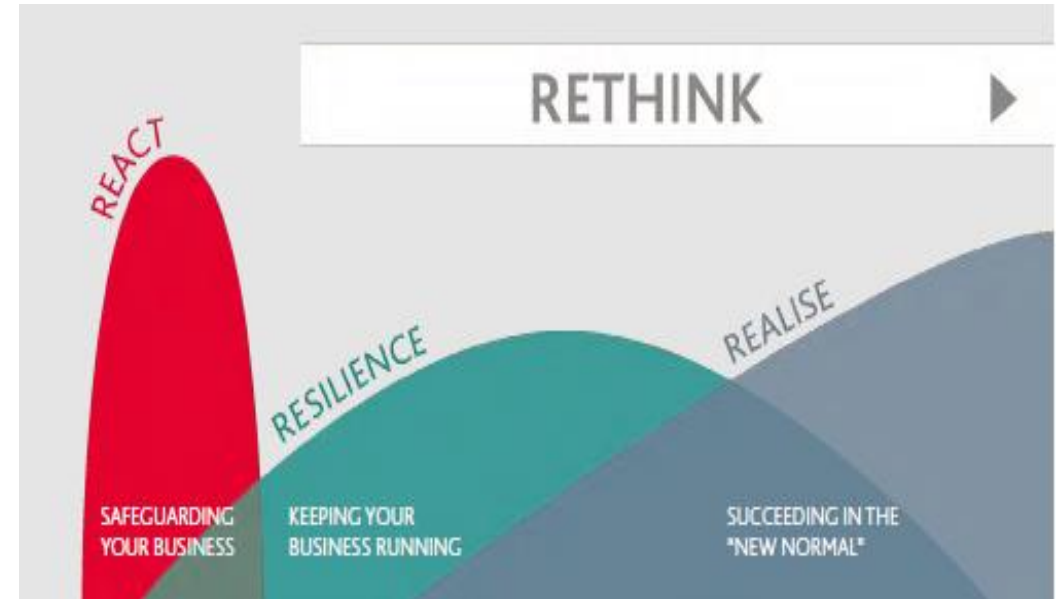 RETHINK
REACT
RESILIENCE
REALISE
SAFEGUARDING
YOUR BUSINESS
KEEPING YOUR
BUSINESS RUNNING
SUCCEEDING IN THE
"NEW NORMAL"